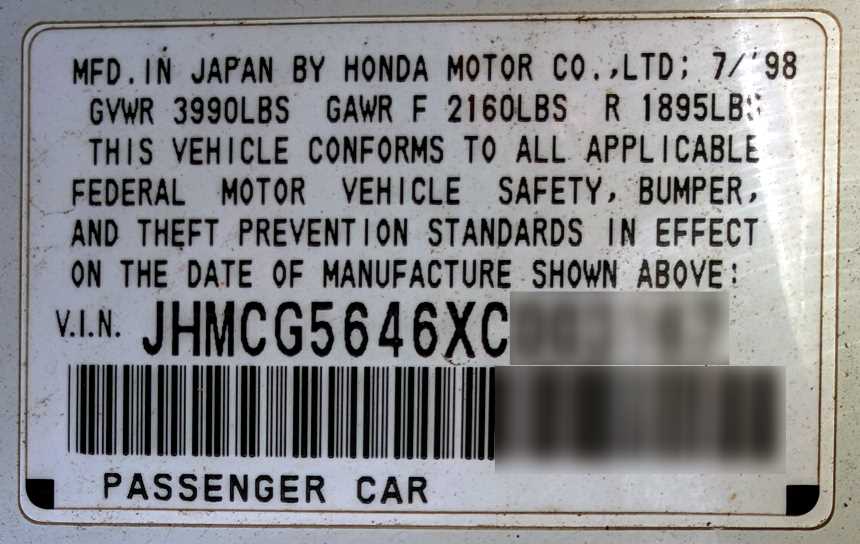 MFD.IN JAPAN BY HONDA MOTOR CO.,LTD; 7/'98
GVWR 3990LBS GAWR F 2160LBS R 1895LBS
THIS VEHICLE CONFORMS TO ALL APPLICABLE
FEDERAL MOTOR VEHICLE SAFETY, BUMPER,
AND THEFT PREVENTION STANDARDS IN EFFECT
ON THE DATE OF MANUFACTURE SHOWN ABOVE:
V.I.N. JHMCG5646XC
PASSENGER CAR